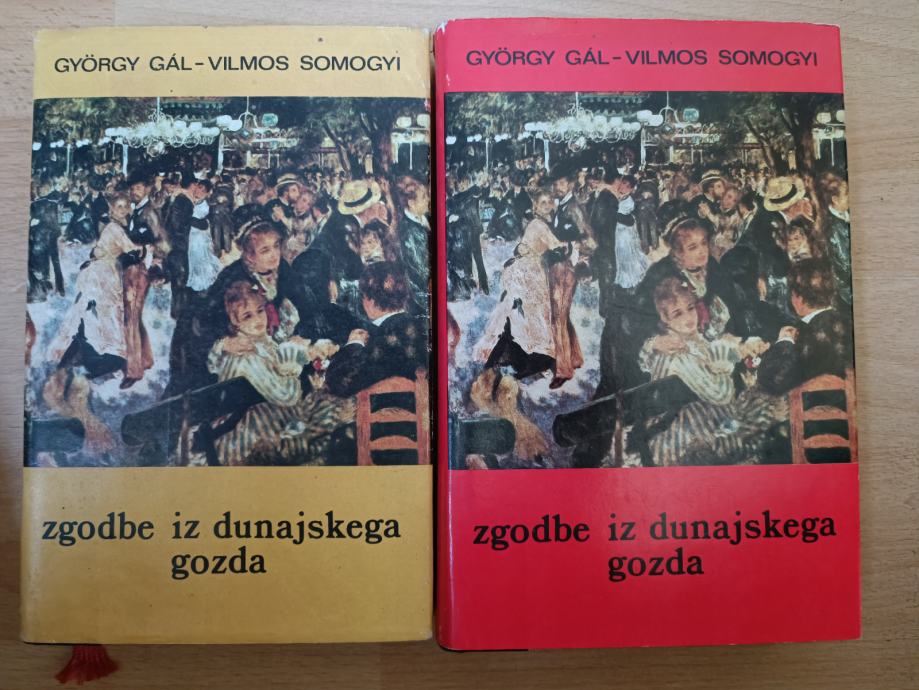 GYÖRGY GÁL-VILMOS SOMOGYI
zgodbe iz dunajskega
gozda
GYÖRGY GÁL-VILMOS SOMOGYI
zgodbe iz dunajskega
gozda